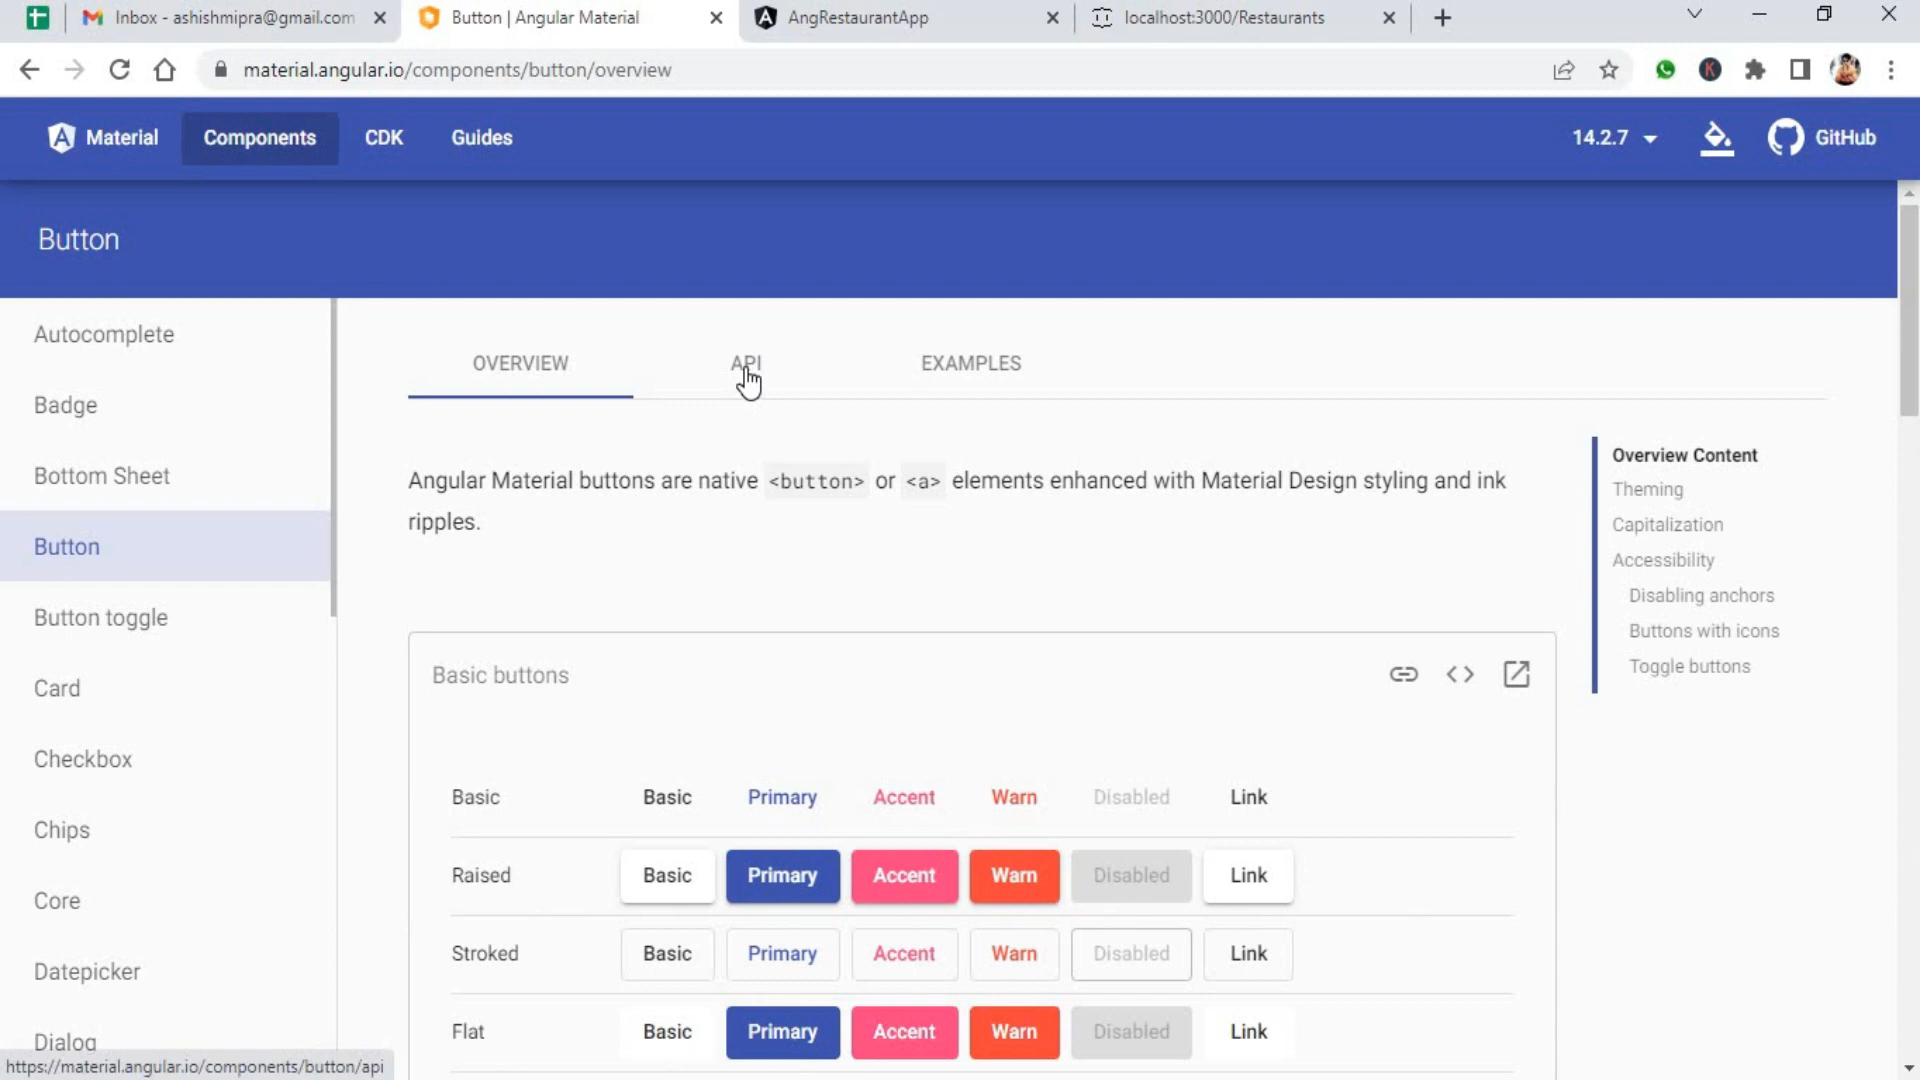 Inbox - ashishmipra@gmail.com
Button | Angular Material
AngRestaurantApp
localhost:3000/Restaurants
material.angular.io/components/button/overview
K
Material Components CDK Guides 14.2.7 GitHub
Button
Autocomplete
Badge
Bottom Sheet
Button
Button toggle
Card
Checkbox
Chips
Core
Datepicker
Dialog
OVERVIEW API EXAMPLES
Angular Material buttons are native <button> or <a> elements enhanced with Material Design styling and ink
ripples.
Overview Content
Theming
Capitalization
Accessibility
Disabling anchors
Buttons with icons
Toggle buttons
Basic buttons
Basic Basic Primary Accent Warn Disabled Link
Raised Basic Primary Accent Warn Disabled Link
Stroked Basic Primary Accent Warn Disabled Link
Flat Basic Primary Accent Warn Disabled Link
https://material.angular.io/components/button/api